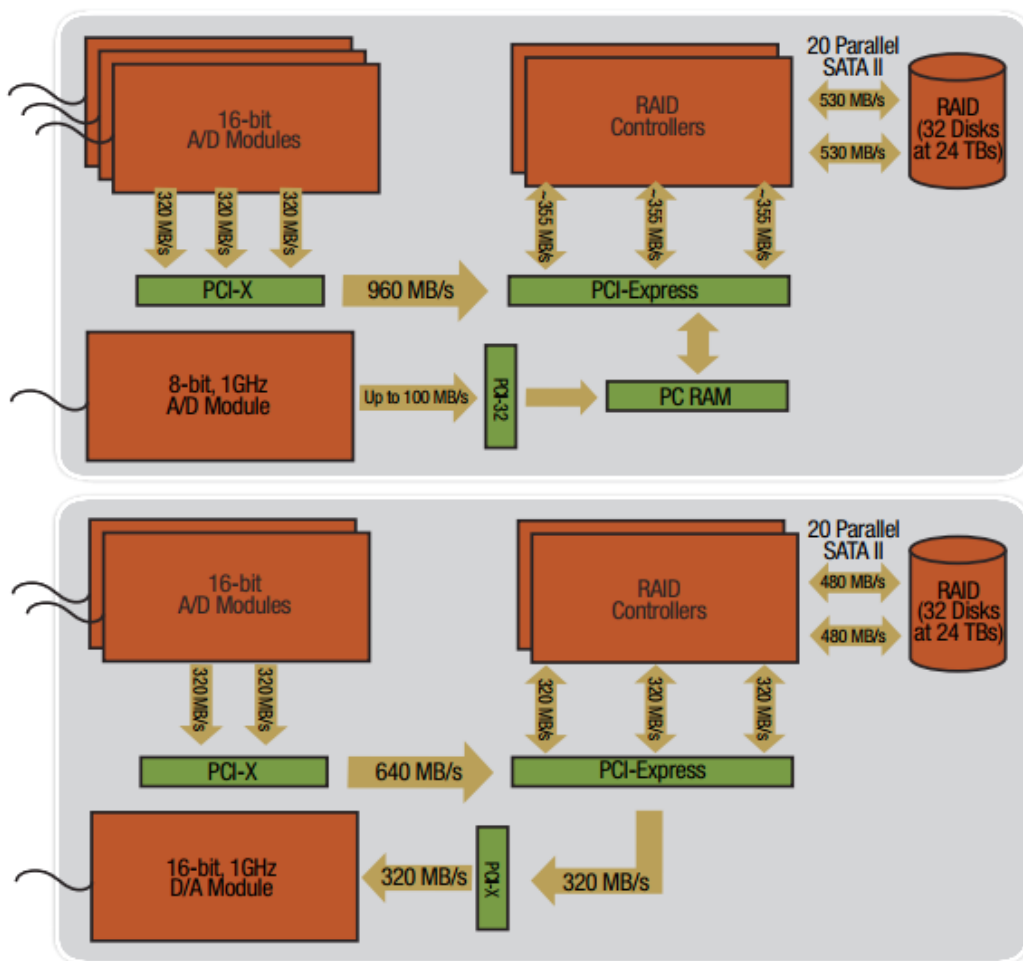 16-bit
A/D Modules
RAID
Controllers
20 Parallel
SATA II
530 MB/s
530 MB/s
RAID
(32 Disks
at 24 TBs)
320 MB/s
320 MB/s
320 MB/s
~355 MB/s
~355 MB/s
~355 MB/s
PCI-X
960 MB/s
PCI-Express
8-bit, 1GHz
A/D Module
Up to 100 MB/s
PCI-32
PC RAM
16-bit
A/D Modules
RAID
Controllers
20 Parallel
SATA II
480 MB/s
480 MB/s
RAID
(32 Disks
at 24 TBs)
320 MB/s
320 MB/s
320 MB/s
320 MB/s
320 MB/s
PCI-X
640 MB/s
PCI-Express
16-bit, 1GHz
D/A Module
320 MB/s
PCI-X
320 MB/s